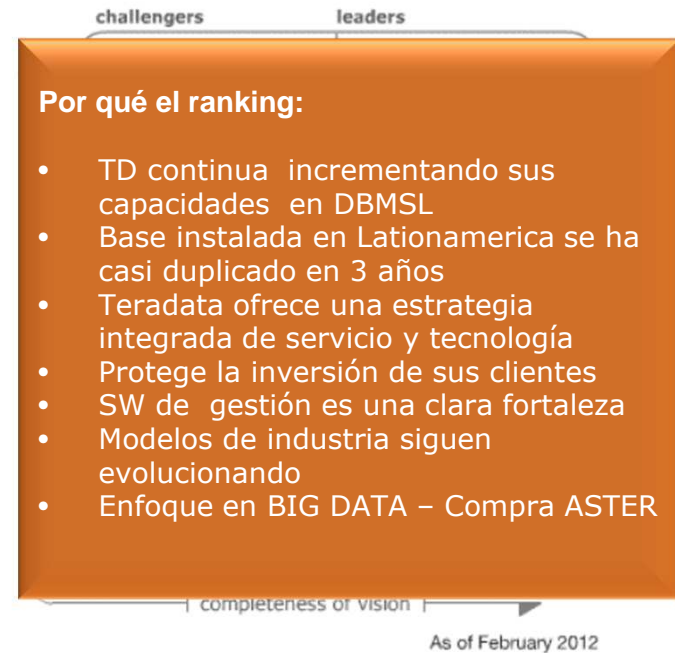 challengers leaders
Por qué el ranking:
• TD continua incrementando sus
capacidades en DBMSL
• Base instalada en Lationamerica se ha
casi duplicado en 3 años
• Teradata ofrece una estrategia
integrada de servicio y tecnología
• Protege la inversión de sus clientes
• SW de gestión es una clara fortaleza
• Modelos de industria siguen
evolucionando
• Enfoque en BIG DATA – Compra ASTER
completeness of vision
As of February 2012